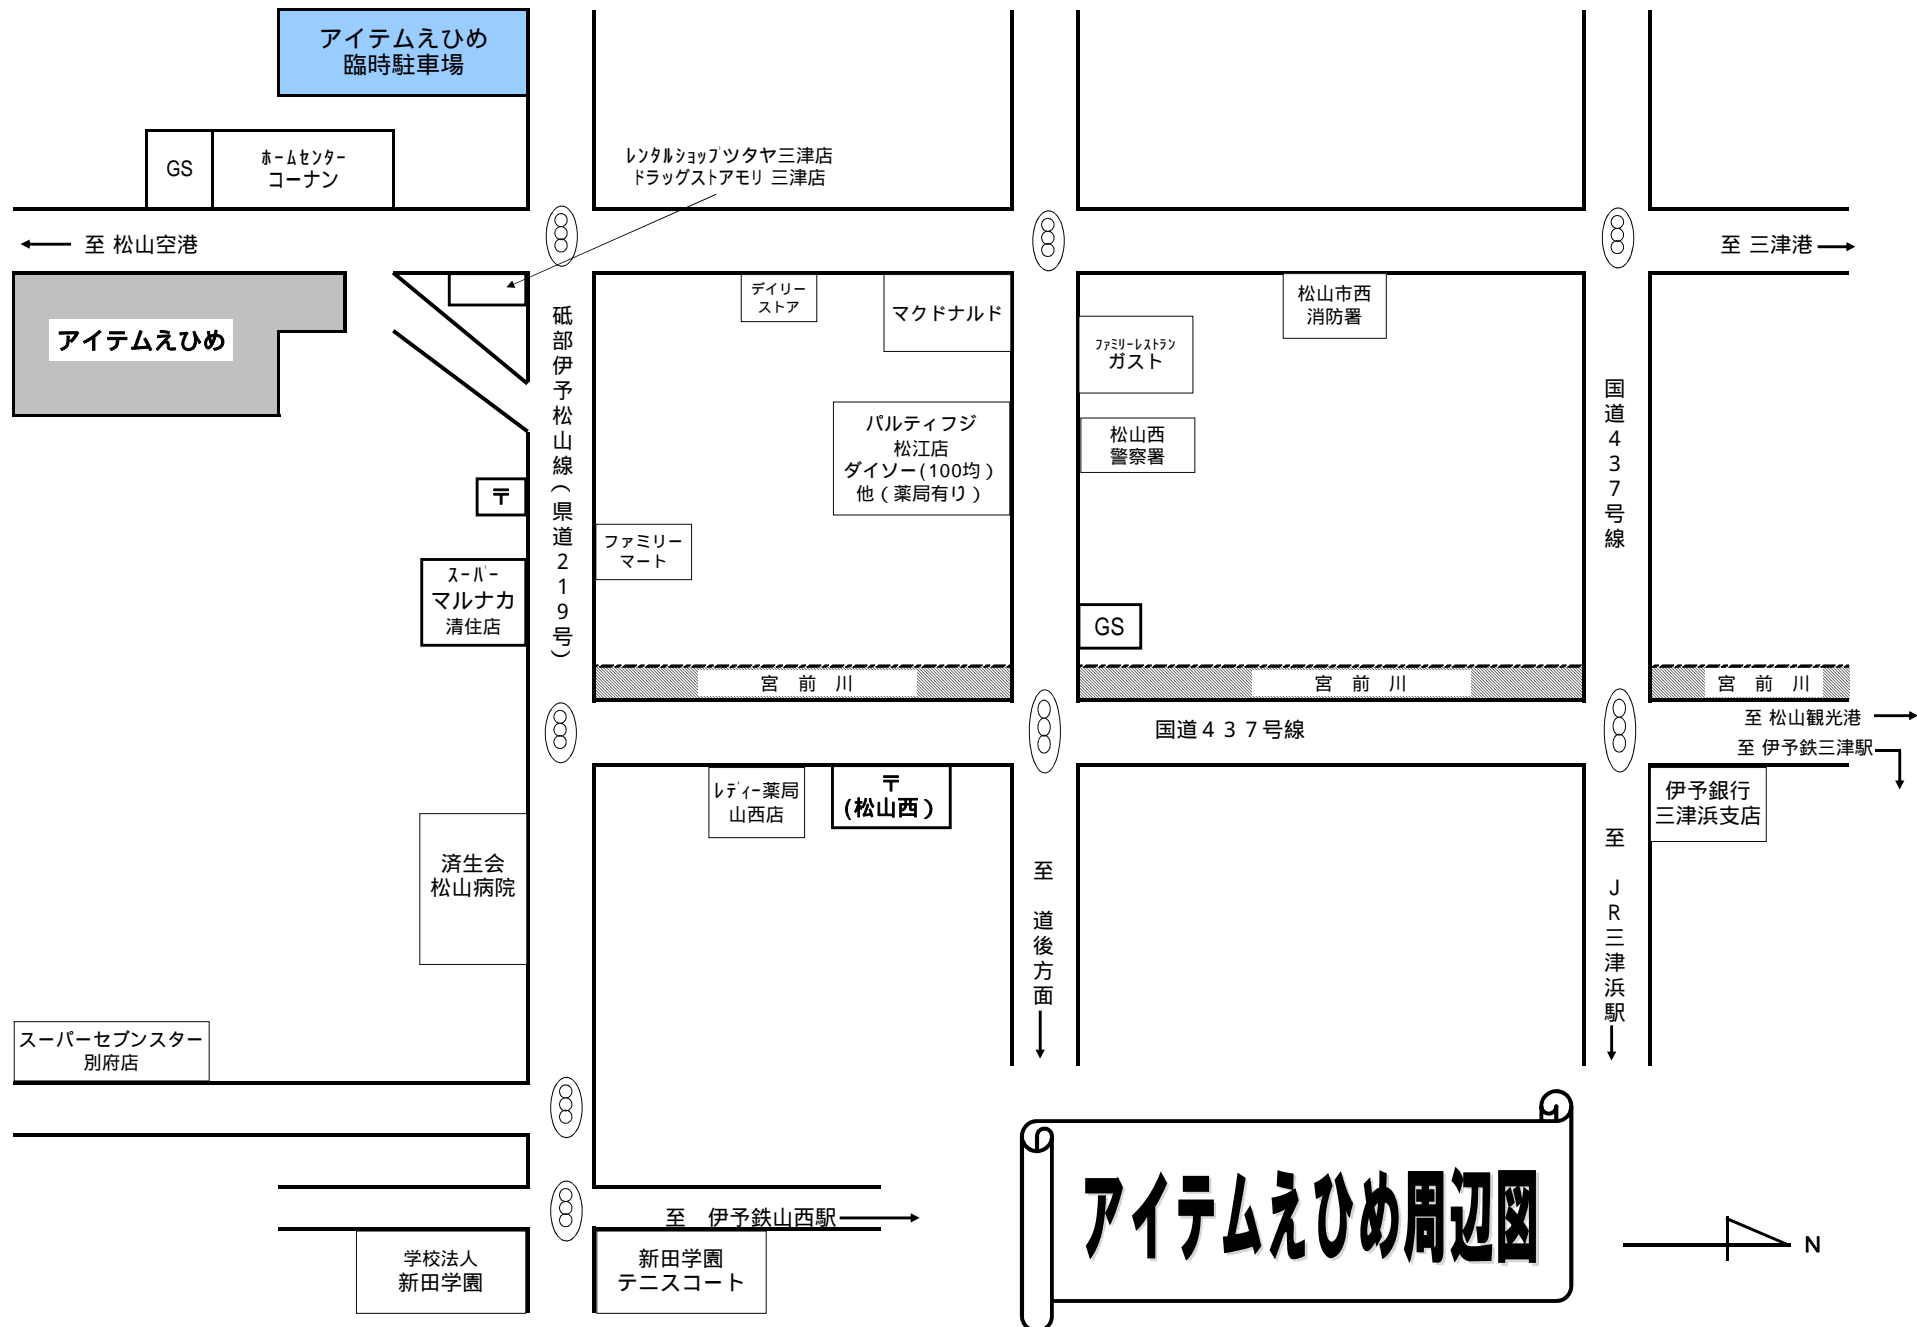 アイテムえひめ
臨時駐車場
GS
ﾎｰﾑｾﾝﾀｰ
コーナン
ﾚﾝﾀﾙｼｮｯﾌﾟツタヤ三津店
ドラッグストアモリ 三津店
至 松山空港
至 三津港
アイテムえひめ
砥部伊予松山線（県道２１９号）
デイリー
ストア
マクドナルド
松山市西
消防署
ﾌｧﾐﾘｰﾚｽﾄﾗﾝ
ガスト
パルティフジ
松江店
ダイソー(100均）
他（薬局有り）
松山西
警察署
国道４３７号線
〒
ファミリー
マート
ｽｰﾊﾟｰ
マルナカ
清住店
GS
宮 前 川
宮 前 川
宮 前 川
国道４３７号線
至 松山観光港
至 伊予鉄三津駅
ﾚﾃﾞｨｰ薬局
山西店
〒
(松山西）
伊予銀行
三津浜支店
済生会
松山病院
至 道後方面
至 ＪＲ三津浜駅
スーパーセブンスター
別府店
至 伊予鉄山西駅
学校法人
新田学園
新田学園
テニスコート
アイテムえひめ周辺図
N